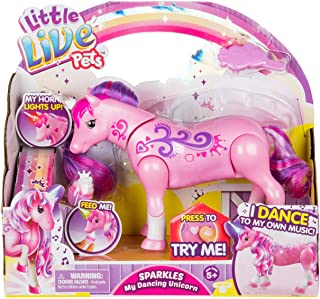 little
live
Pets
MY HORN
LIGHTS UP!
FEED ME!
PRESS TO
TRY ME!
I DANCE
TO MY OWN MUSIC!
WARNING:
SPARKLES
My Dancing Unicorn
5+